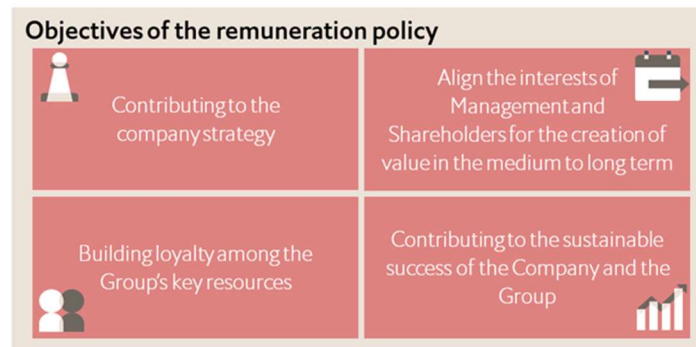 Objectives of the remuneration policy
Contributing to the
company strategy
Align the interests of
Management and
Shareholders for the creation of
value in the medium to long term
Building loyalty among the
Group's key resources
Contributing to the sustainable
success of the Company and the
Group